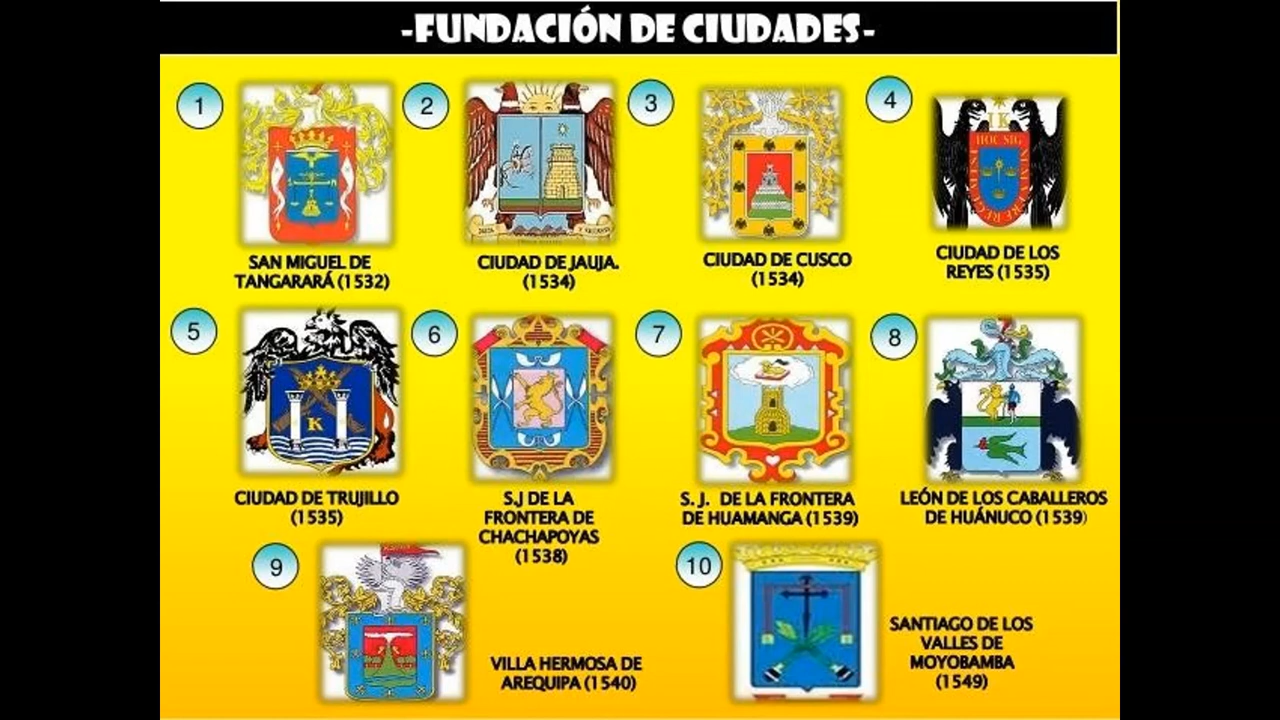 -FUNDACIÓN DE CIUDADES-
1
SAN MIGUEL DE
TANGARARÁ (1532)
2
CIUDAD DE JAUJA.
(1534)
3
CIUDAD DE CUSCO
(1534)
4
CIUDAD DE LOS
REYES (1535)
I K
HOC SIG
5
K
CIUDAD DE TRUJILLO
(1535)
6
S.J DE LA
FRONTERA DE
CHACHAPOYAS
(1538)
7
S. J. DE LA FRONTERA
DE HUAMANGA (1539)
8
LEÓN DE LOS CABALLEROS
DE HUÁNUCO (1539)
9
VILLA HERMOSA DE
AREQUIPA (1540)
10
SANTIAGO DE LOS
VALLES DE
MOYOBAMBA
(1549)